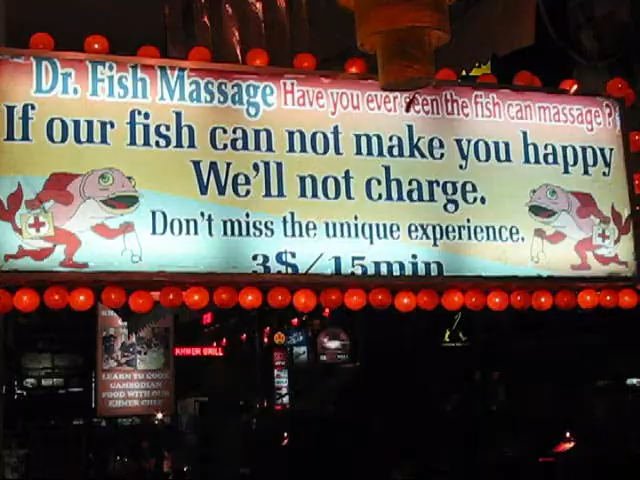 Dr. Fish Massage Have you ever seen the fish can massage ?
If our fish can not make you happy
We'll not charge.
Don't miss the unique experience.
3$/15min
KHMER GRILL
LEARN TO COOK
CAMBODIAN
FOOD WITH OUR
KHMER CHEF